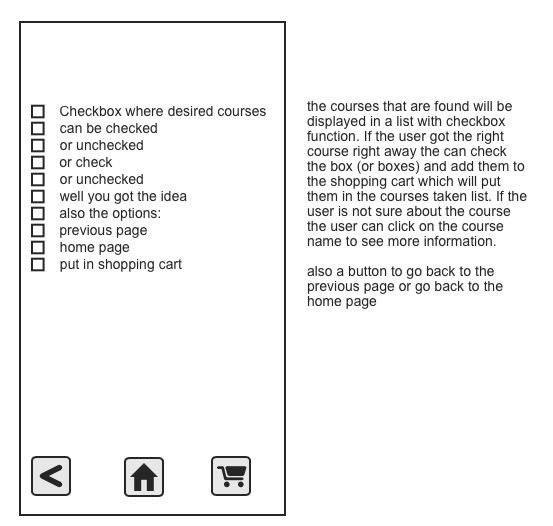 Checkbox where desired courses
can be checked
or unchecked
or check
or unchecked
well you got the idea
also the options:
previous page
home page
put in shopping cart
the courses that are found will be
displayed in a list with checkbox
function. If the user got the right
course right away the can check
the box (or boxes) and add them to
the shopping cart which will put
them in the courses taken list. If the
user is not sure about the course
the user can click on the course
name to see more information.
also a button to go back to the
previous page or go back to the
home page